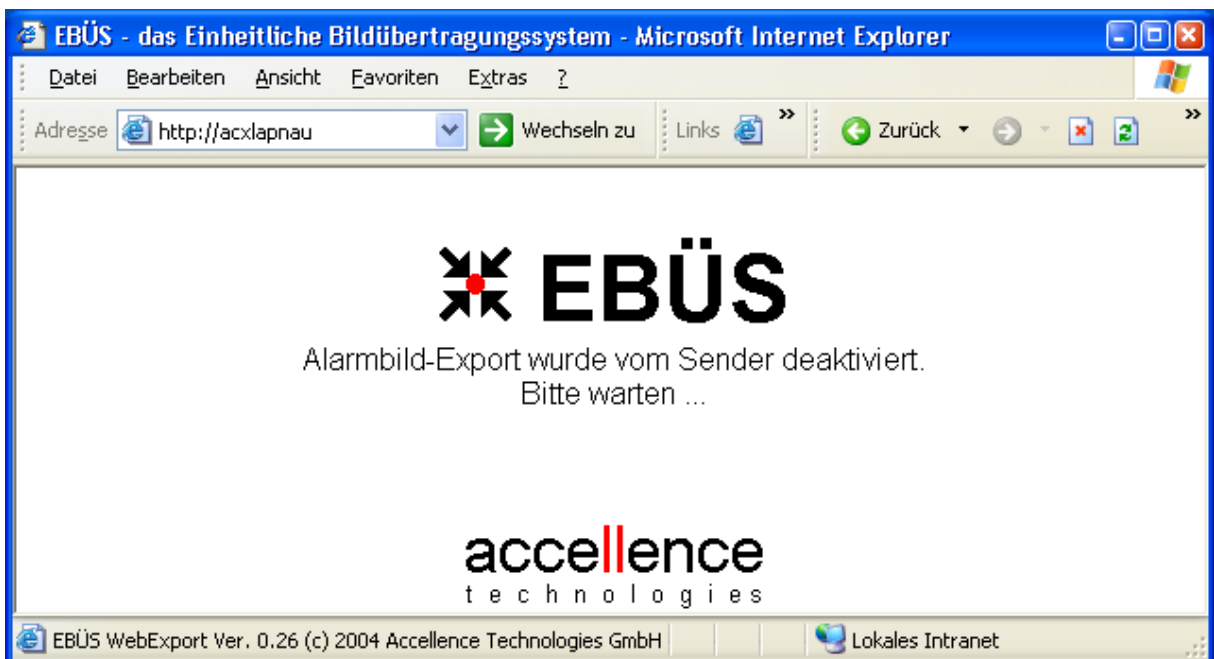 EBÜS - das Einheitliche Bildübertragungssystem - Microsoft Internet Explorer
Datei Bearbeiten Ansicht Favoriten Extras ?
Adresse http://acxlapnau Wechseln zu Links » Zurück »
EBÜS
Alarmbild-Export wurde vom Sender deaktiviert.
Bitte warten ...
accellence
technologies
EBÜS WebExport Ver. 0.26 (c) 2004 Accellence Technologies GmbH Lokales Intranet